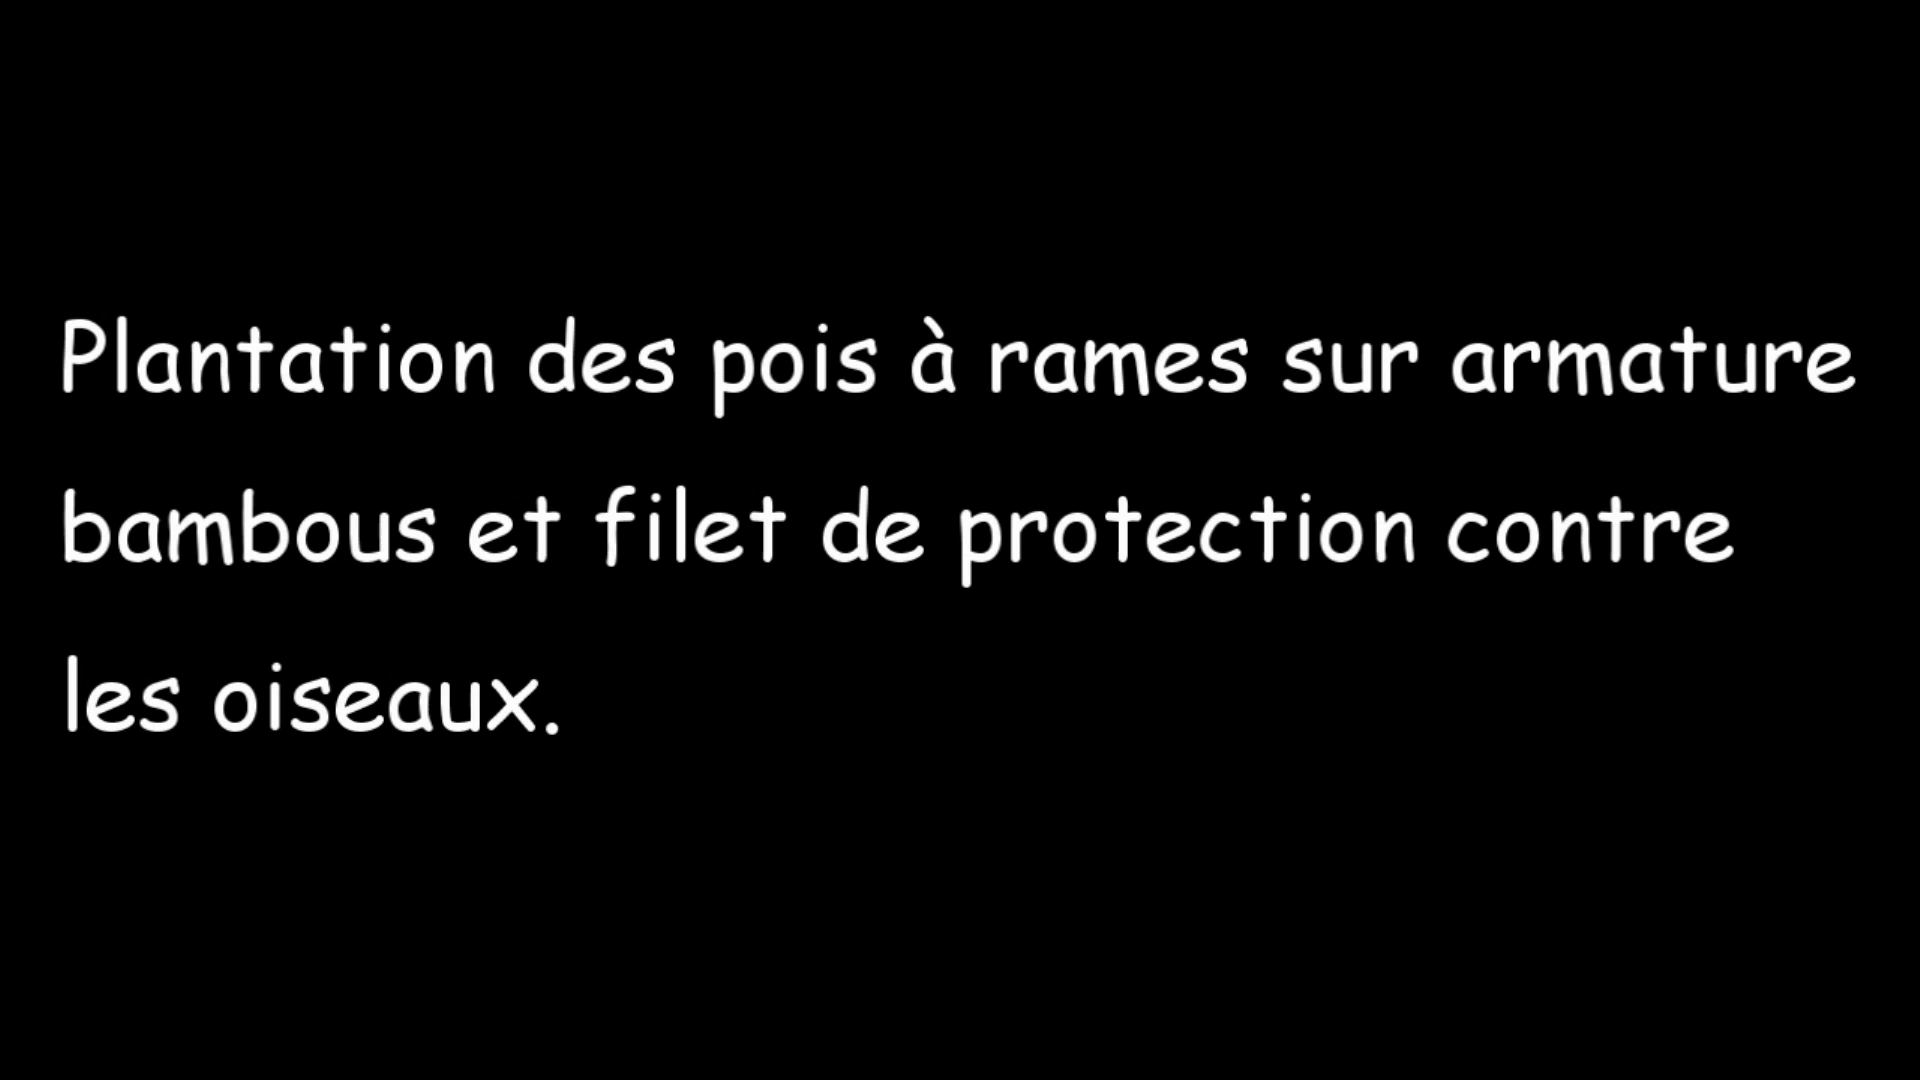 Plantation des pois à rames sur armature
bambous et filet de protection contre
les oiseaux.